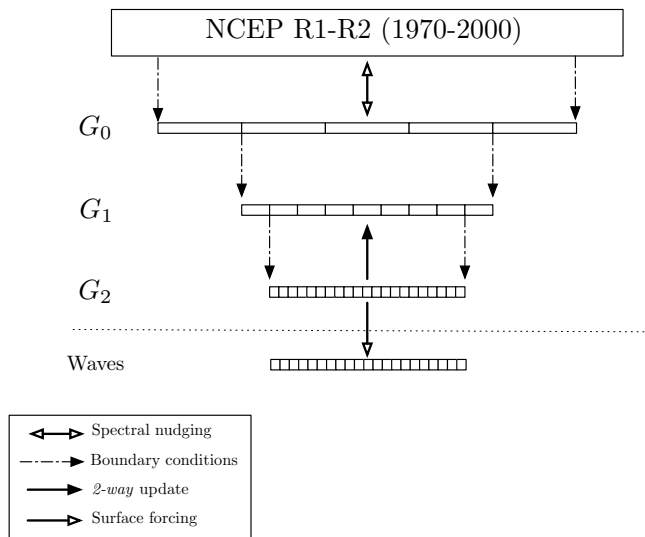 NCEP R1-R2 (1970-2000)
G₀
G₁
G₂
Waves
Spectral nudging
Boundary conditions
2-way update
Surface forcing